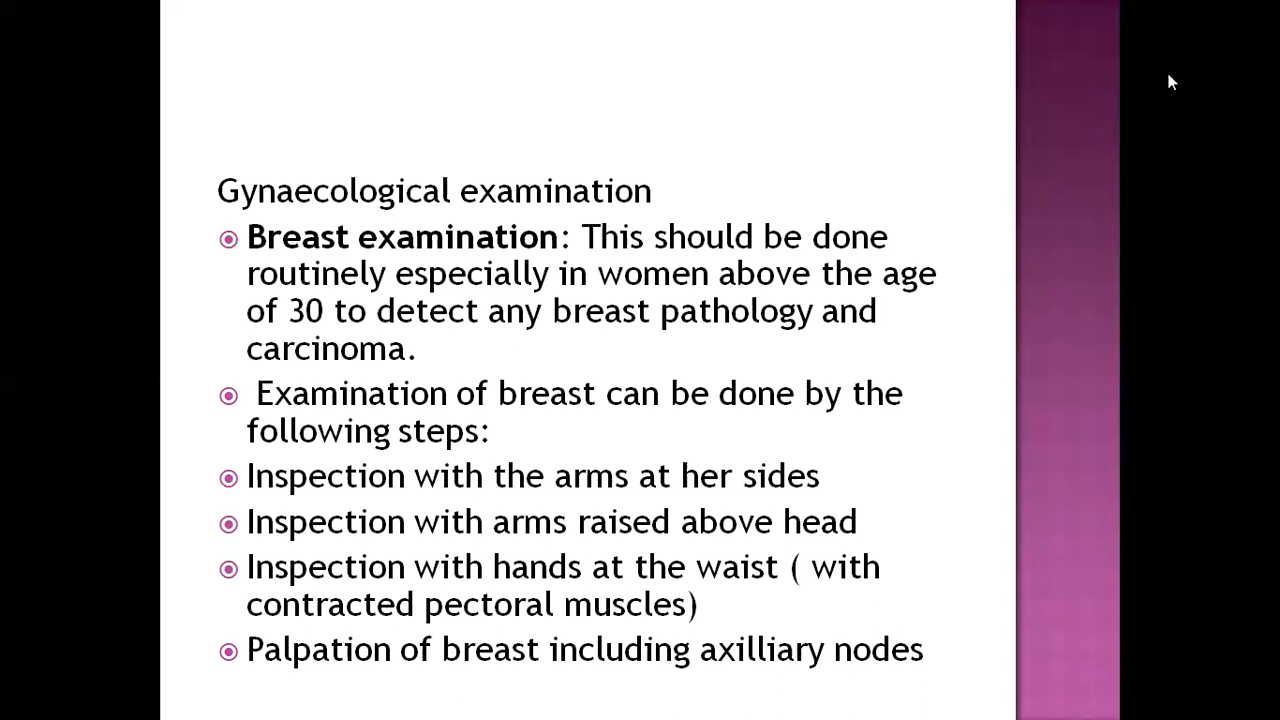 Gynaecological examination
Breast examination: This should be done
routinely especially in women above the age
of 30 to detect any breast pathology and
carcinoma.
Examination of breast can be done by the
following steps:
Inspection with the arms at her sides
Inspection with arms raised above head
Inspection with hands at the waist ( with
contracted pectoral muscles)
Palpation of breast including axilliary nodes